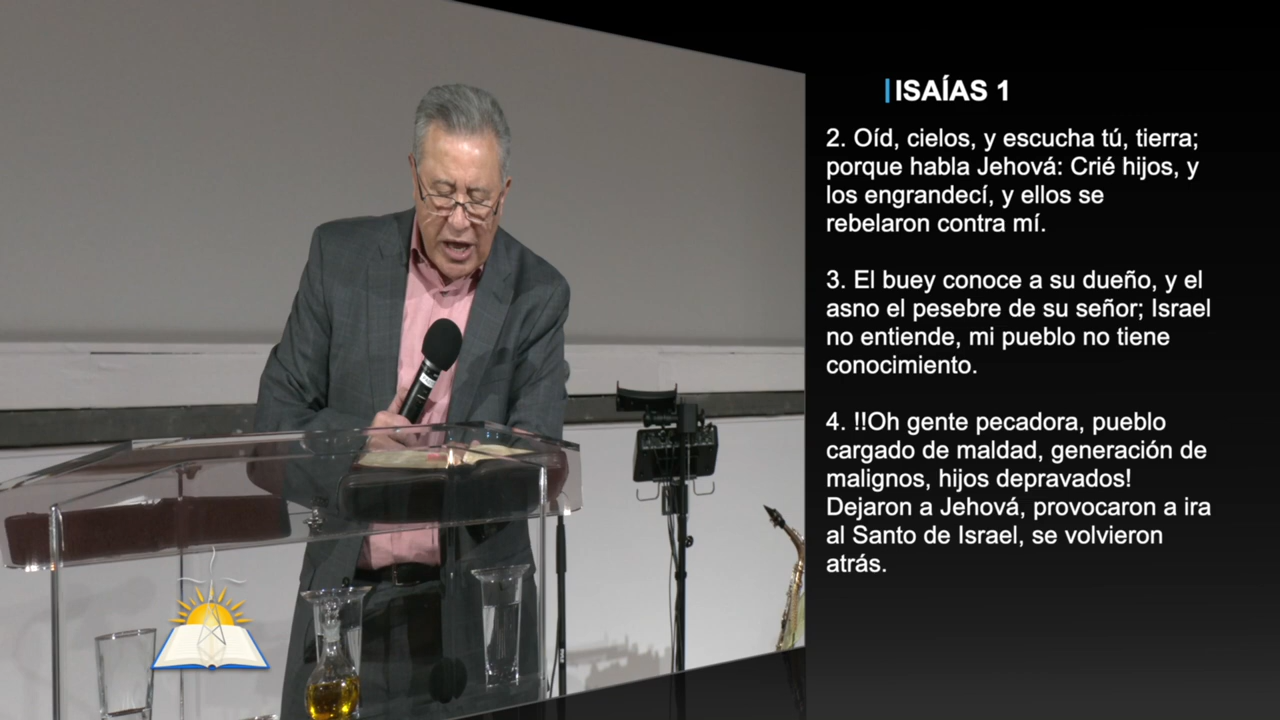 ISAÍAS 1
2. Oíd, cielos, y escucha tú, tierra;
porque habla Jehová: Crié hijos, y
los engrandecí, y ellos se
rebelaron contra mí.
3. El buey conoce a su dueño, y el
asno el pesebre de su señor; Israel
no entiende, mi pueblo no tiene
conocimiento.
4. !!Oh gente pecadora, pueblo
cargado de maldad, generación de
malignos, hijos depravados!
Dejaron a Jehová, provocaron a ira
al Santo de Israel, se volvieron
atrás.